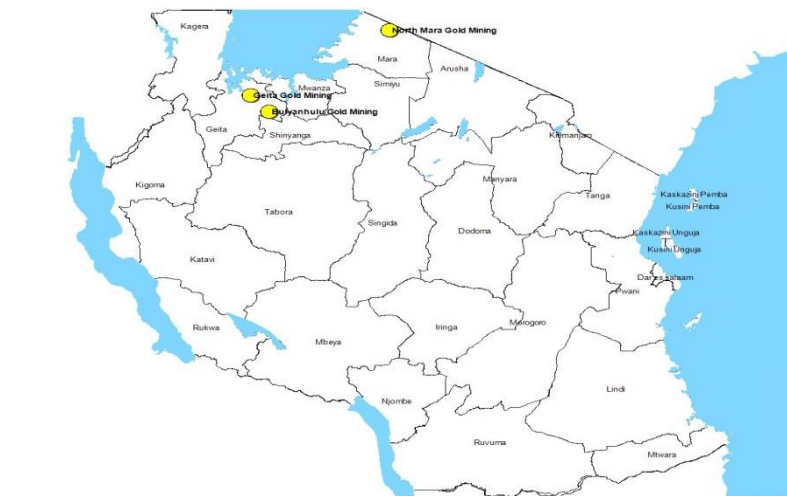 Kagera
North Mara Gold Mining
Mara
Arusha
Simiyu
Mwanza
Geita Gold Mining
Bulyanhulu Gold Mining
Geita
Shinyanga
Kilemanjaro
Kigoma
Manyara
Tanga
Kaskazini Pemba
Kusini Pemba
Tabora
Singida
Dodoma
Kaskazini Unguja
Kusini Unguja
Katavi
Dar es salaam
Pwani
Rukwa
Mbeya
Iringa
Morogoro
Njombe
Lindi
Ruvuma
Mtwara